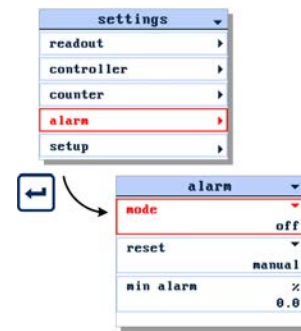 settings
readout
controller
counter
alarm
setup
alarm
mode
off
reset
manual
min alarm %
0.0